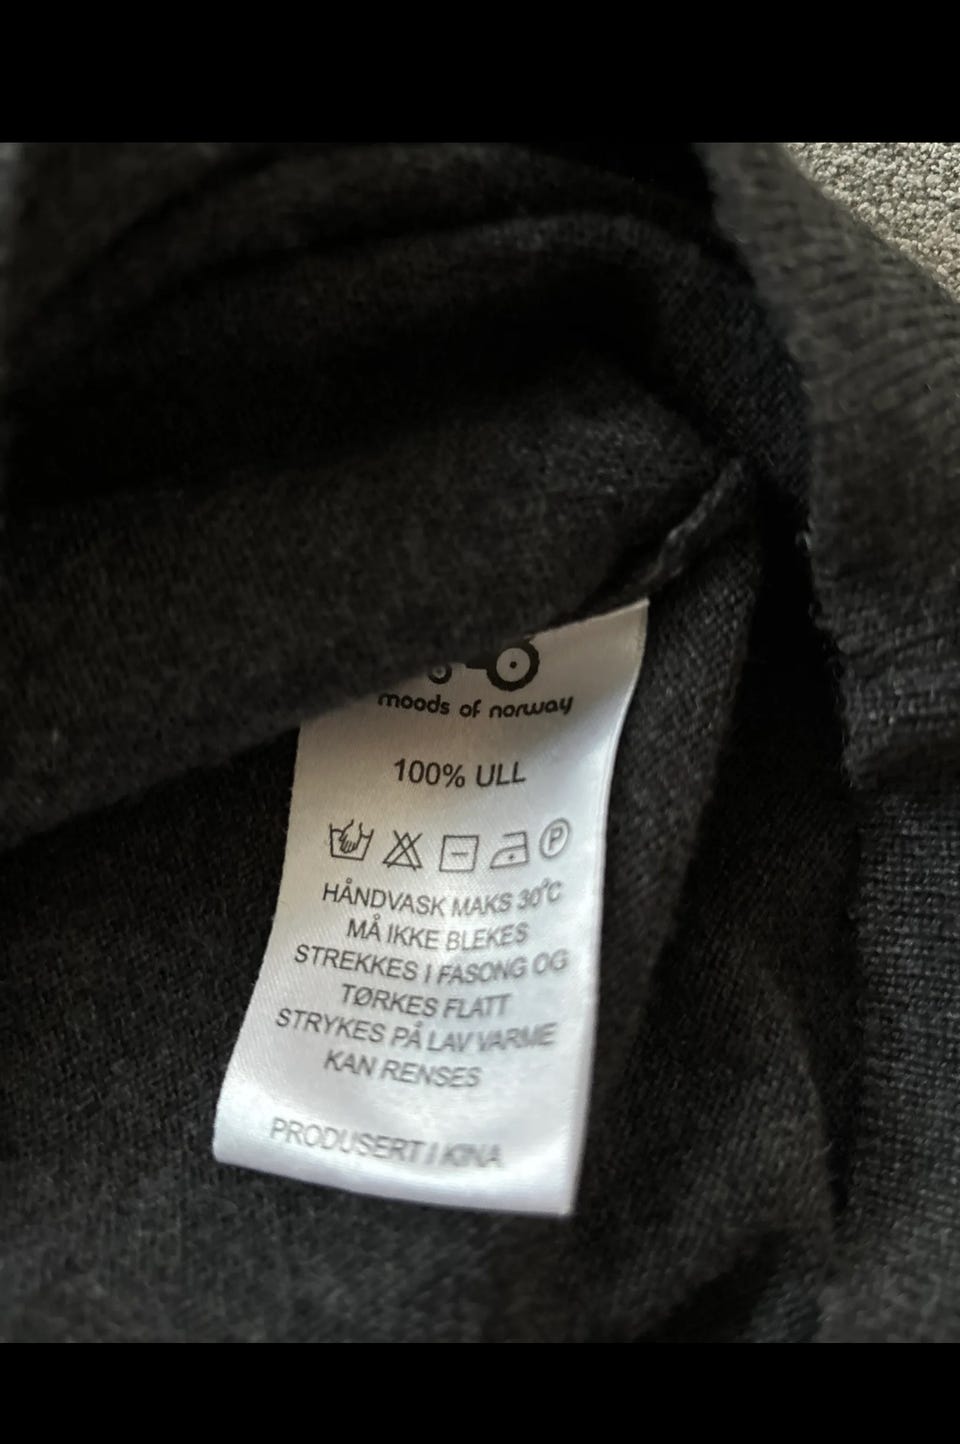 moods of norway
100% ULL
P
HÅNDVASK MAKS 30°C
MÅ IKKE BLEKES
STREKKES I FASONG OG
TØRKES FLATT
STRYKES PÅ LAV VARME
KAN RENSES
PRODUSERT I KINA